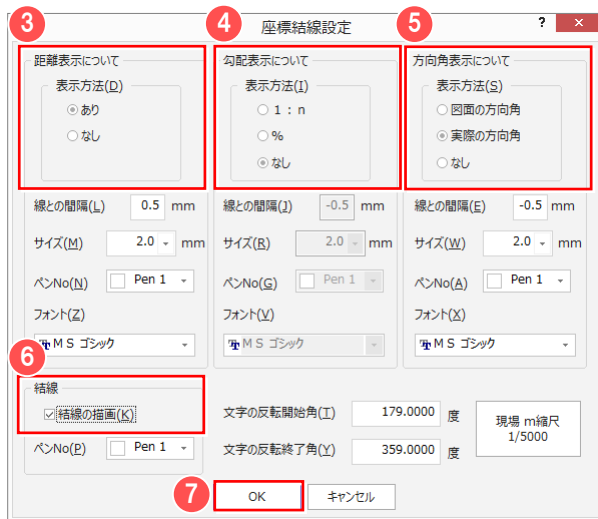 3
4
座標結線設定
5
?
×
距離表示について
表示方法(D)
あり
なし
勾配表示について
表示方法(I)
1：n
%
なし
方向角表示について
表示方法(S)
図面の方向角
実際の方向角
なし
線との間隔(L)
0.5 mm
サイズ(M)
2.0 mm
ペンNo(N)
Pen 1
フォント(Z)
ＭＳ ゴシック
線との間隔(J)
-0.5 mm
サイズ(R)
2.0 mm
ペンNo(G)
Pen 1
フォント(V)
ＭＳ ゴシック
線との間隔(E)
-0.5 mm
サイズ(W)
2.0 mm
ペンNo(A)
Pen 1
フォント(X)
ＭＳ ゴシック
6
結線
結線の描画(K)
ペンNo(P)
Pen 1
文字の反転開始角(T)
179.0000 度
文字の反転終了角(Y)
359.0000 度
現場 m縮尺
1/5000
7
OK
キャンセル